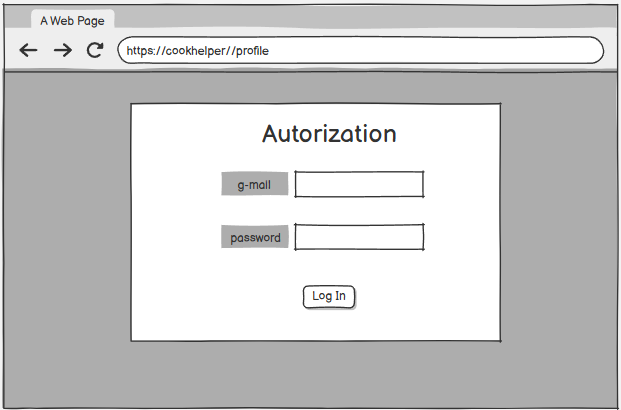 A Web Page
https://cookhelper//profile
Autorization
g-mail
password
Log In